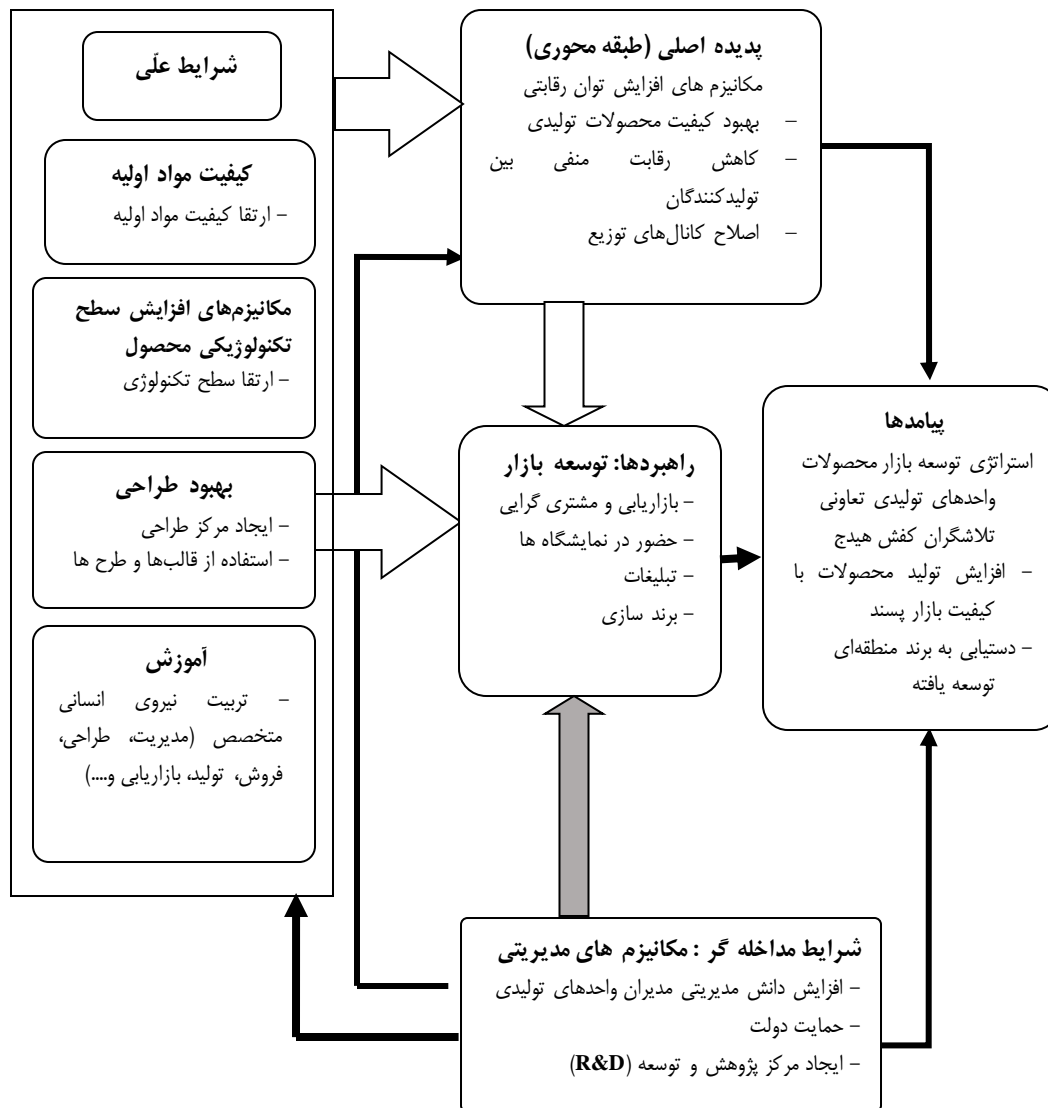 شرایط علّی
کیفیت مواد اولیه
– ارتقا کیفیت مواد اولیه
مکانیزم‌های افزایش سطح
تکنولوژیکی محصول
– ارتقا سطح تکنولوژی
بهبود طراحی
– ایجاد مرکز طراحی
– استفاده از قالب‌ها و طرح ها
آموزش
– تربیت نیروی انسانی
متخصص (مدیریت، طراحی،
فروش، تولید، بازاریابی و....)
پدیده اصلی (طبقه محوری)
مکانیزم های افزایش توان رقابتی
– بهبود کیفیت محصولات تولیدی
– کاهش رقابت منفی بین
تولیدکنندگان
– اصلاح کانال‌های توزیع
راهبردها: توسعه بازار
– بازاریابی و مشتری گرایی
– حضور در نمایشگاه ها
– تبلیغات
– برند سازی
پیامدها
استراتژی توسعه بازار محصولات
واحدهای تولیدی تعاونی
تلاشگران کفش هیدج
– افزایش تولید محصولات با
کیفیت بازار پسند
– دستیابی به برند منطقه‌ای
توسعه یافته
شرایط مداخله گر : مکانیزم های مدیریتی
– افزایش دانش مدیریتی مدیران واحدهای تولیدی
– حمایت دولت
– ایجاد مرکز پژوهش و توسعه (R&D)